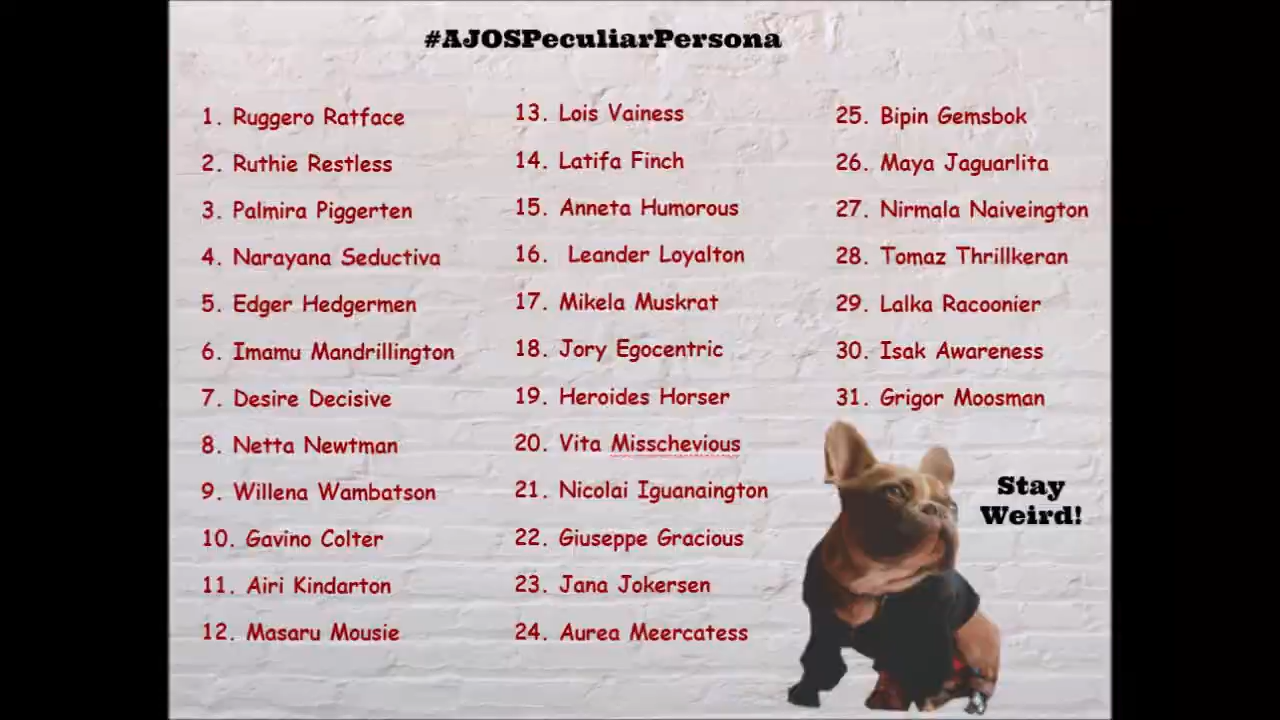 #AJOSPeculiarPersona
1. Ruggero Ratface
2. Ruthie Restless
3. Palmira Piggerten
4. Narayana Seductiva
5. Edger Hedgermen
6. Imamu Mandrillington
7. Desire Decisive
8. Netta Newtman
9. Willena Wambatson
10. Gavino Colter
11. Airi Kindarton
12. Masaru Mousie
13. Lois Vainess
14. Latifa Finch
15. Anneta Humorous
16. Leander Loyalton
17. Mikela Muskrat
18. Jory Egocentric
19. Heroides Horser
20. Vita Misschevious
21. Nicolai Iguanaington
22. Giuseppe Gracious
23. Jana Jokersen
24. Aurea Meercatess
25. Bipin Gemsbok
26. Maya Jaguarlita
27. Nirmala Naiveington
28. Tomaz Thrillkeran
29. Lalka Racoonier
30. Isak Awareness
31. Grigor Moosman
Stay
Weird!